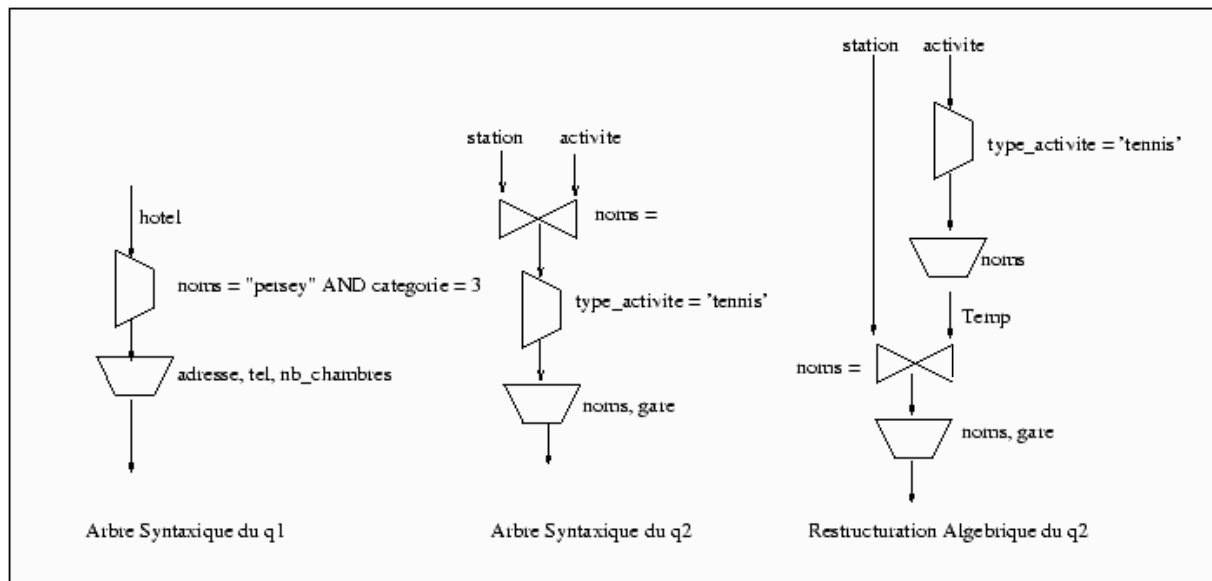 hotel
noms = "persey" AND categorie = 3
adresse, tel, nb_chambres
Arbre Syntaxique du q1
station
activite
noms =
type_activite = 'tennis'
noms, gare
Arbre Syntaxique du q2
station
activite
type_activite = 'tennis'
noms
Temp
noms =
noms, gare
Restructuration Algebrique du q2